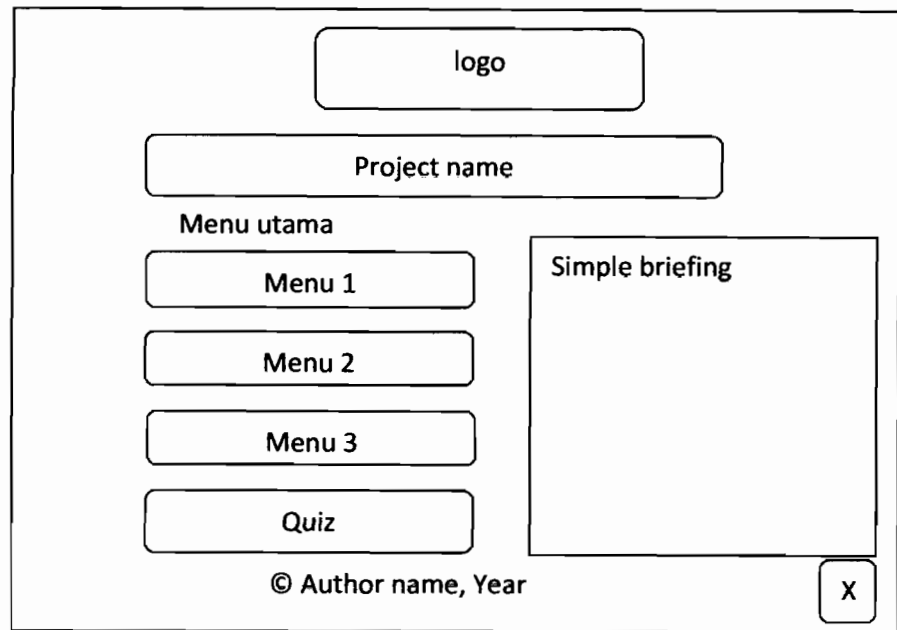 logo
Project name
Menu utama
Menu 1
Simple briefing
Menu 2
Menu 3
Quiz
© Author name, Year
X